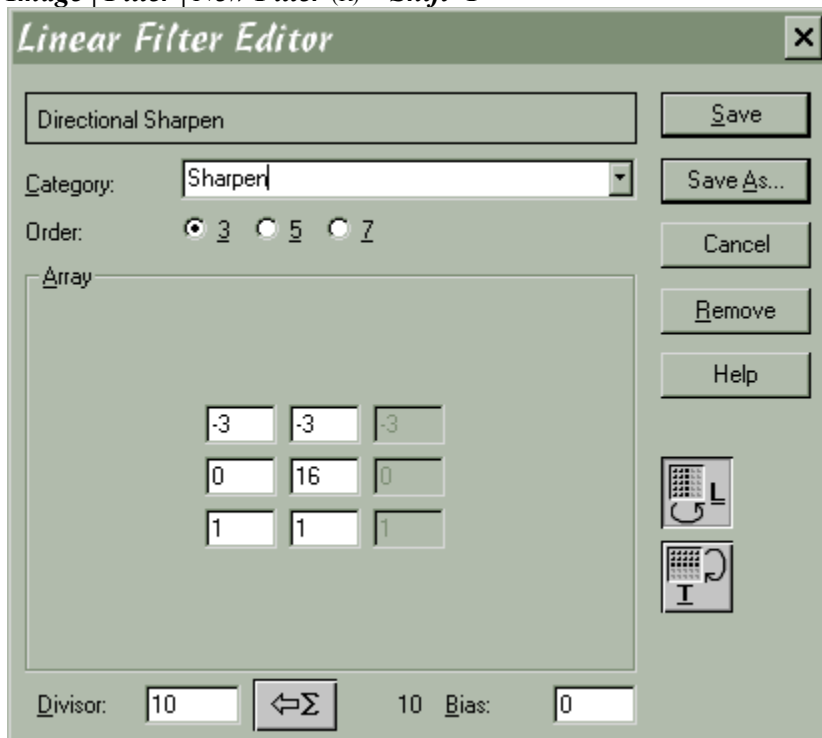 Linear Filter Editor
Directional Sharpen
Save
Category: Sharpen
Save As...
Order: 3 5 7
Cancel
Array
Remove
Help
-3 -3 -3
0 16 0
L
1 1 1
T
Divisor: 10 ⇦Σ 10 Bias: 0